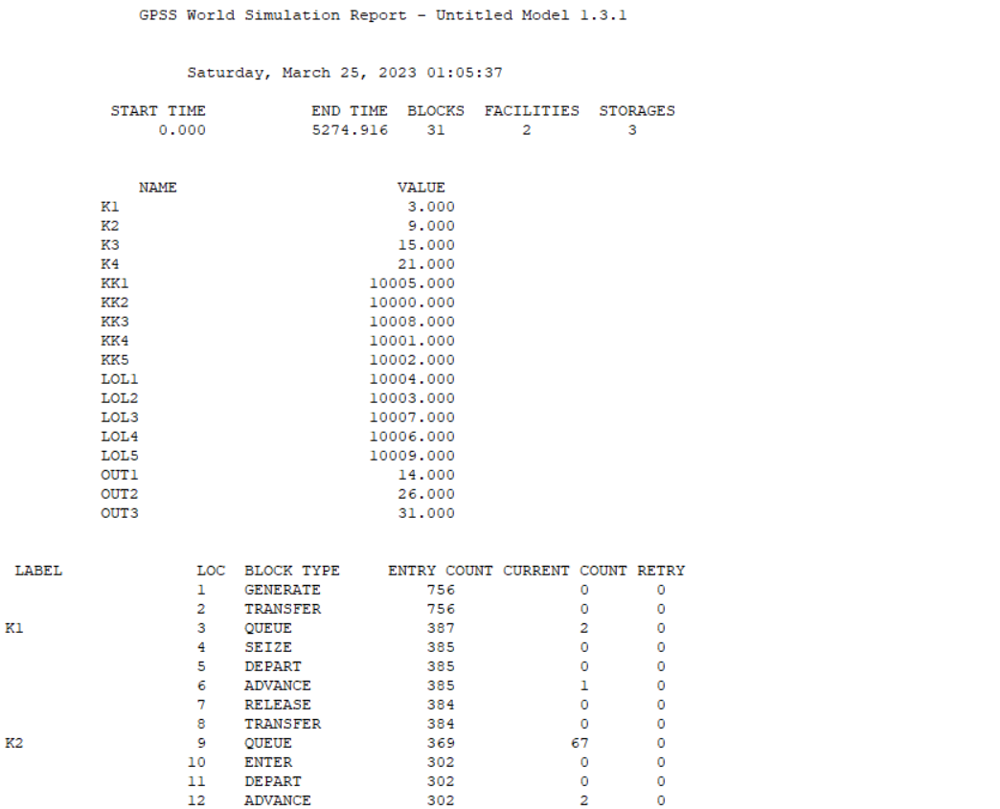 GPSS World Simulation Report - Untitled Model 1.3.1
Saturday, March 25, 2023 01:05:37
START TIME END TIME BLOCKS FACILITIES STORAGES
0.000 5274.916 31 2 3
NAME VALUE
K1 3.000
K2 9.000
K3 15.000
K4 21.000
KK1 10005.000
KK2 10000.000
KK3 10008.000
KK4 10001.000
KK5 10002.000
LOL1 10004.000
LOL2 10003.000
LOL3 10007.000
LOL4 10006.000
LOL5 10009.000
OUT1 14.000
OUT2 26.000
OUT3 31.000
LABEL LOC BLOCK TYPE ENTRY COUNT CURRENT COUNT RETRY
1 GENERATE 756 0 0
2 TRANSFER 756 0 0
K1 3 QUEUE 387 2 0
4 SEIZE 385 0 0
5 DEPART 385 0 0
6 ADVANCE 385 1 0
7 RELEASE 384 0 0
8 TRANSFER 384 0 0
K2 9 QUEUE 369 67 0
10 ENTER 302 0 0
11 DEPART 302 0 0
12 ADVANCE 302 2 0